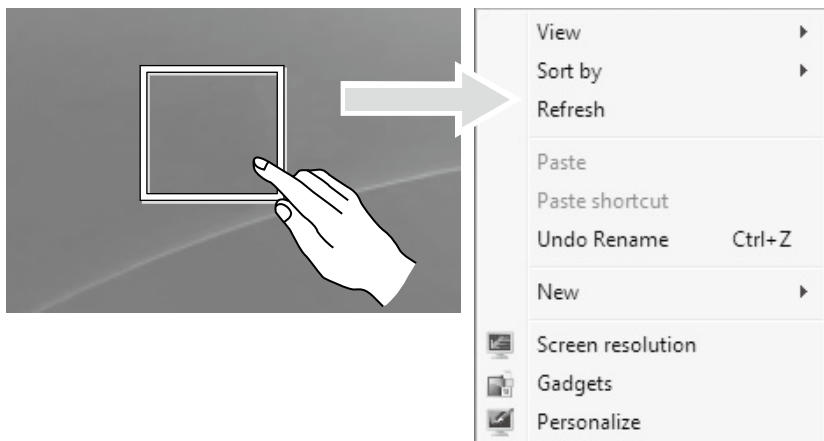 View
Sort by
Refresh
Paste
Paste shortcut
Undo Rename Ctrl+Z
New
Screen resolution
Gadgets
Personalize